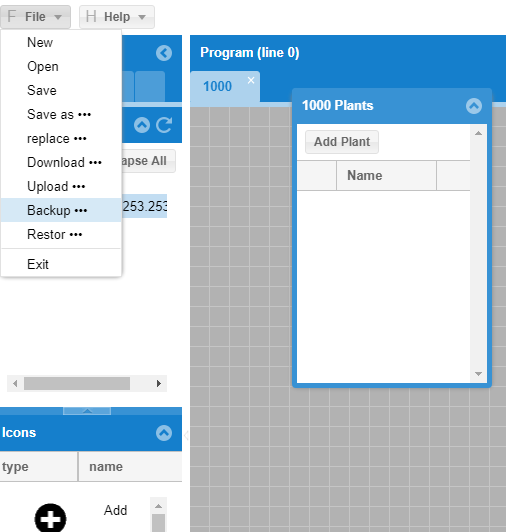 F File
H Help
New
Open
Save
Save as •••
replace •••
Download •••
Upload •••
Backup •••
Restor •••
Exit
apse All
253.253
Icons
type name
Add
Program (line 0)
1000 ×
1000 Plants
Add Plant
Name